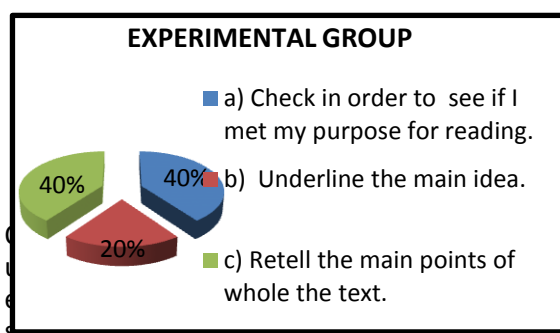 EXPERIMENTAL GROUP
a) Check in order to see if I
met my purpose for reading.
b) Underline the main idea.
c) Retell the main points of
whole the text.
40%
40%
20%